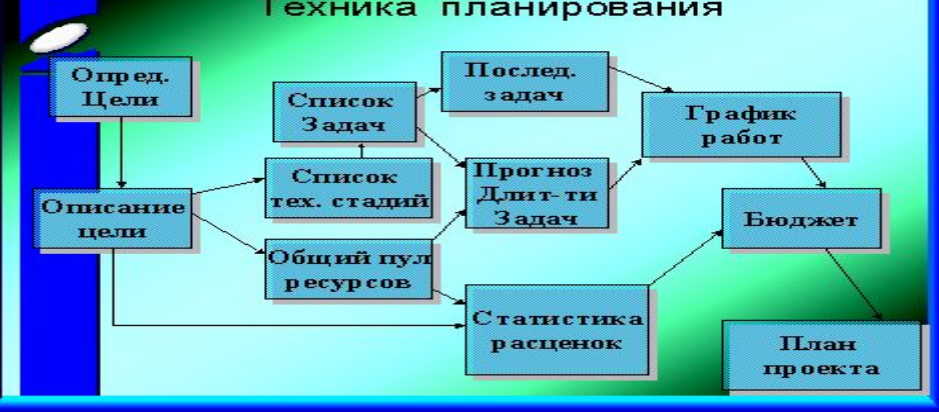 Техника планирования
Опред.
Цели
Список
Задач
Послед.
задач
График
работ
Описание
цели
Список
тех. стадий
Прогноз
Длит-ти
Задач
Бюджет
Общий пул
ресурсов
Статистика
расценок
План
проекта